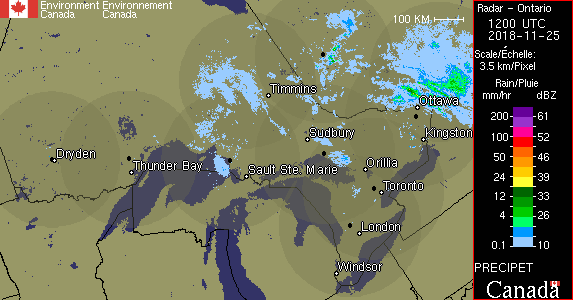 Environment Environnement
Canada Canada
100 KM
Timmins
Ottawa
Sudbury
Kingston
Dryden
Thunder Bay
Sault Ste. Marie
Orillia
Toronto
London
Windsor
Radar - Ontario
1200 UTC
2018-11-25
Scale/Échelle:
3.5 km/Pixel
Rain/Pluie
mm/hr dBZ
200 61
100 52
50 46
24 39
12 33
4 26
0.1 10
PRECIPET
Canada